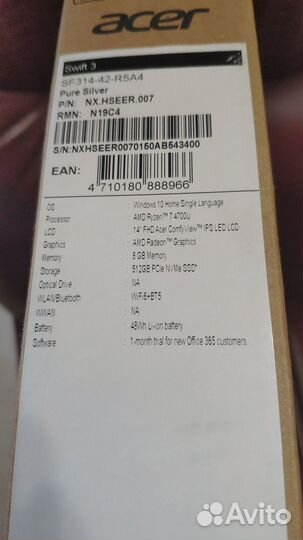 acer
Swift 3
SF314-42-R5A4
Pure Silver
P/N: NX.HSEER.007
RMN: N19C4
S/N:NXHSEER0070150AB543400
EAN:
4 710180 888966
OS : Windows 10 Home Single Language
Processor : AMD Ryzen™ 7 4700U
LCD : 14" FHD Acer ComfyView™ IPS LED LCD
Graphics : AMD Radeon™ Graphics
Memory : 8 GB Memory
Storage : 512GB PCIe NVMe SSD*
Optical Drive : NA
WLAN/Bluetooth : WiFi6+BT5
WWAN : NA
Battery : 48Wh Li-ion battery
Software : 1-month trial for new Office 365 customers.
Avito